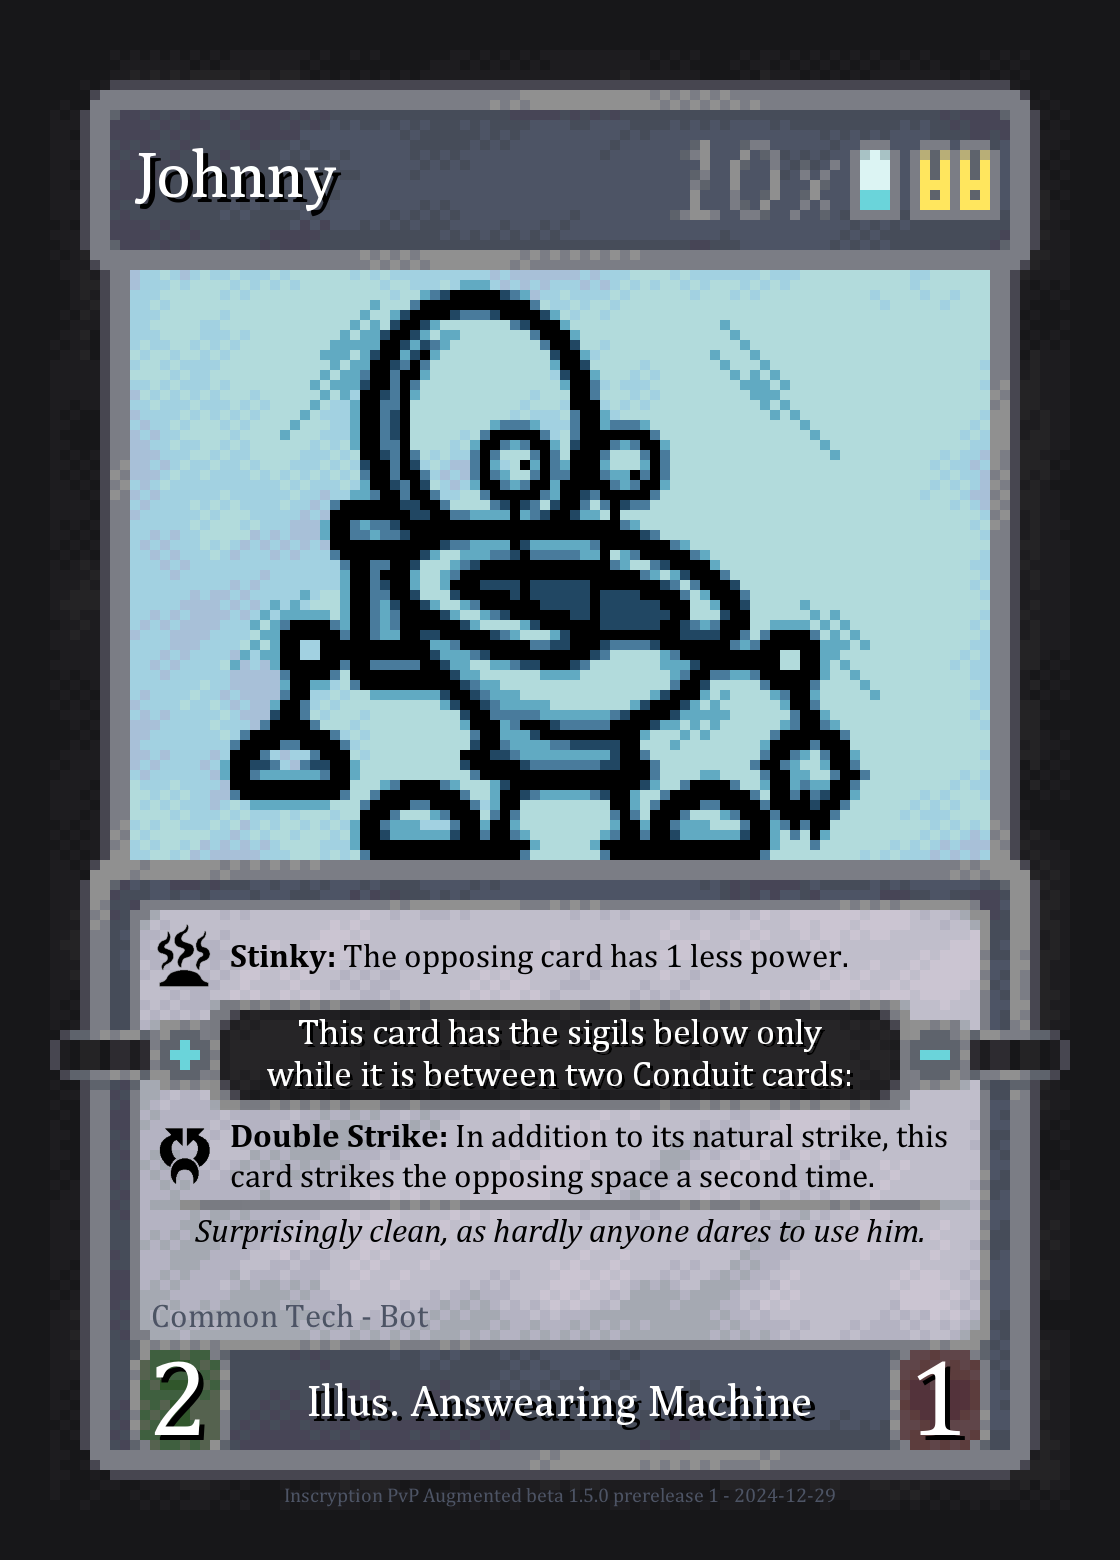 Johnny 10x
Stinky: The opposing card has 1 less power.
This card has the sigils below only
while it is between two Conduit cards:
Double Strike: In addition to its natural strike, this
card strikes the opposing space a second time.
Surprisingly clean, as hardly anyone dares to use him.
Common Tech - Bot
2 Illus. Answearing Machine 1
Inscryption PvP Augmented beta 1.5.0 prerelease 1 - 2024-12-29